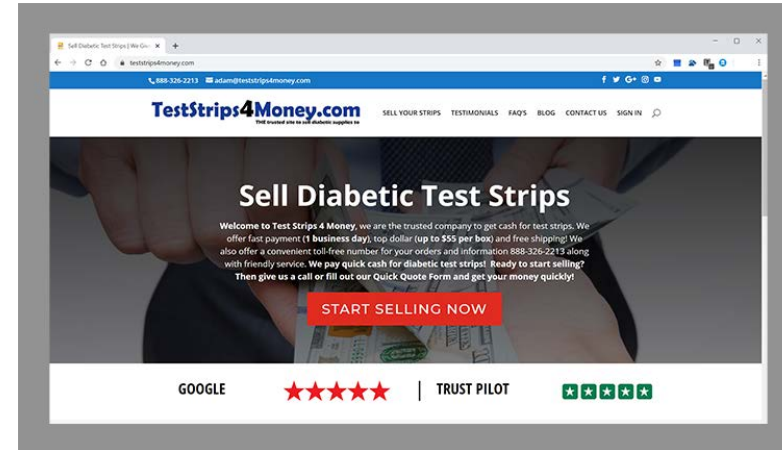 Sell Diabetic Test Strips | We Giv
teststrips4money.com
888-326-2213 adam@teststrips4money.com
TestStrips4Money.com
THE trusted site to sell diabetic supplies to
SELL YOUR STRIPS TESTIMONIALS FAQ'S BLOG CONTACT US SIGN IN
Sell Diabetic Test Strips
Welcome to Test Strips 4 Money, we are the trusted company to get cash for test strips. We
offer fast payment (1 business day), top dollar (up to $55 per box) and free shipping! We
also offer a convenient toll-free number for your orders and information 888-326-2213 along
with friendly service. We pay quick cash for diabetic test strips! Ready to start selling?
Then give us a call or fill out our Quick Quote Form and get your money quickly!
START SELLING NOW
GOOGLE TRUST PILOT